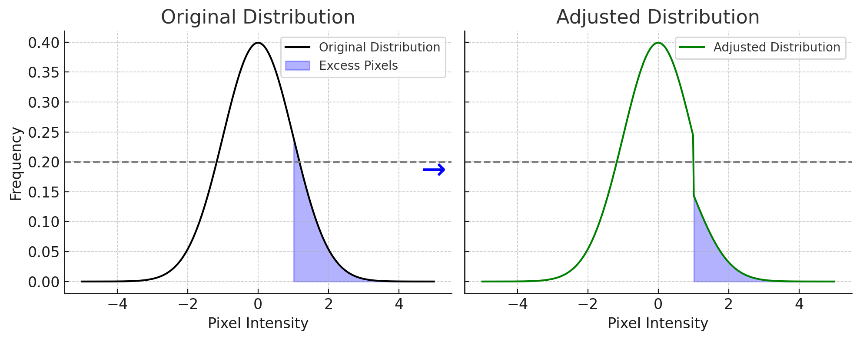 Original Distribution
Original Distribution
Excess Pixels
0.40
0.35
0.30
0.25
0.20
0.15
0.10
0.05
0.00
Frequency
−4
−2
0
2
4
Pixel Intensity
→
Adjusted Distribution
Adjusted Distribution
−4
−2
0
2
4
Pixel Intensity